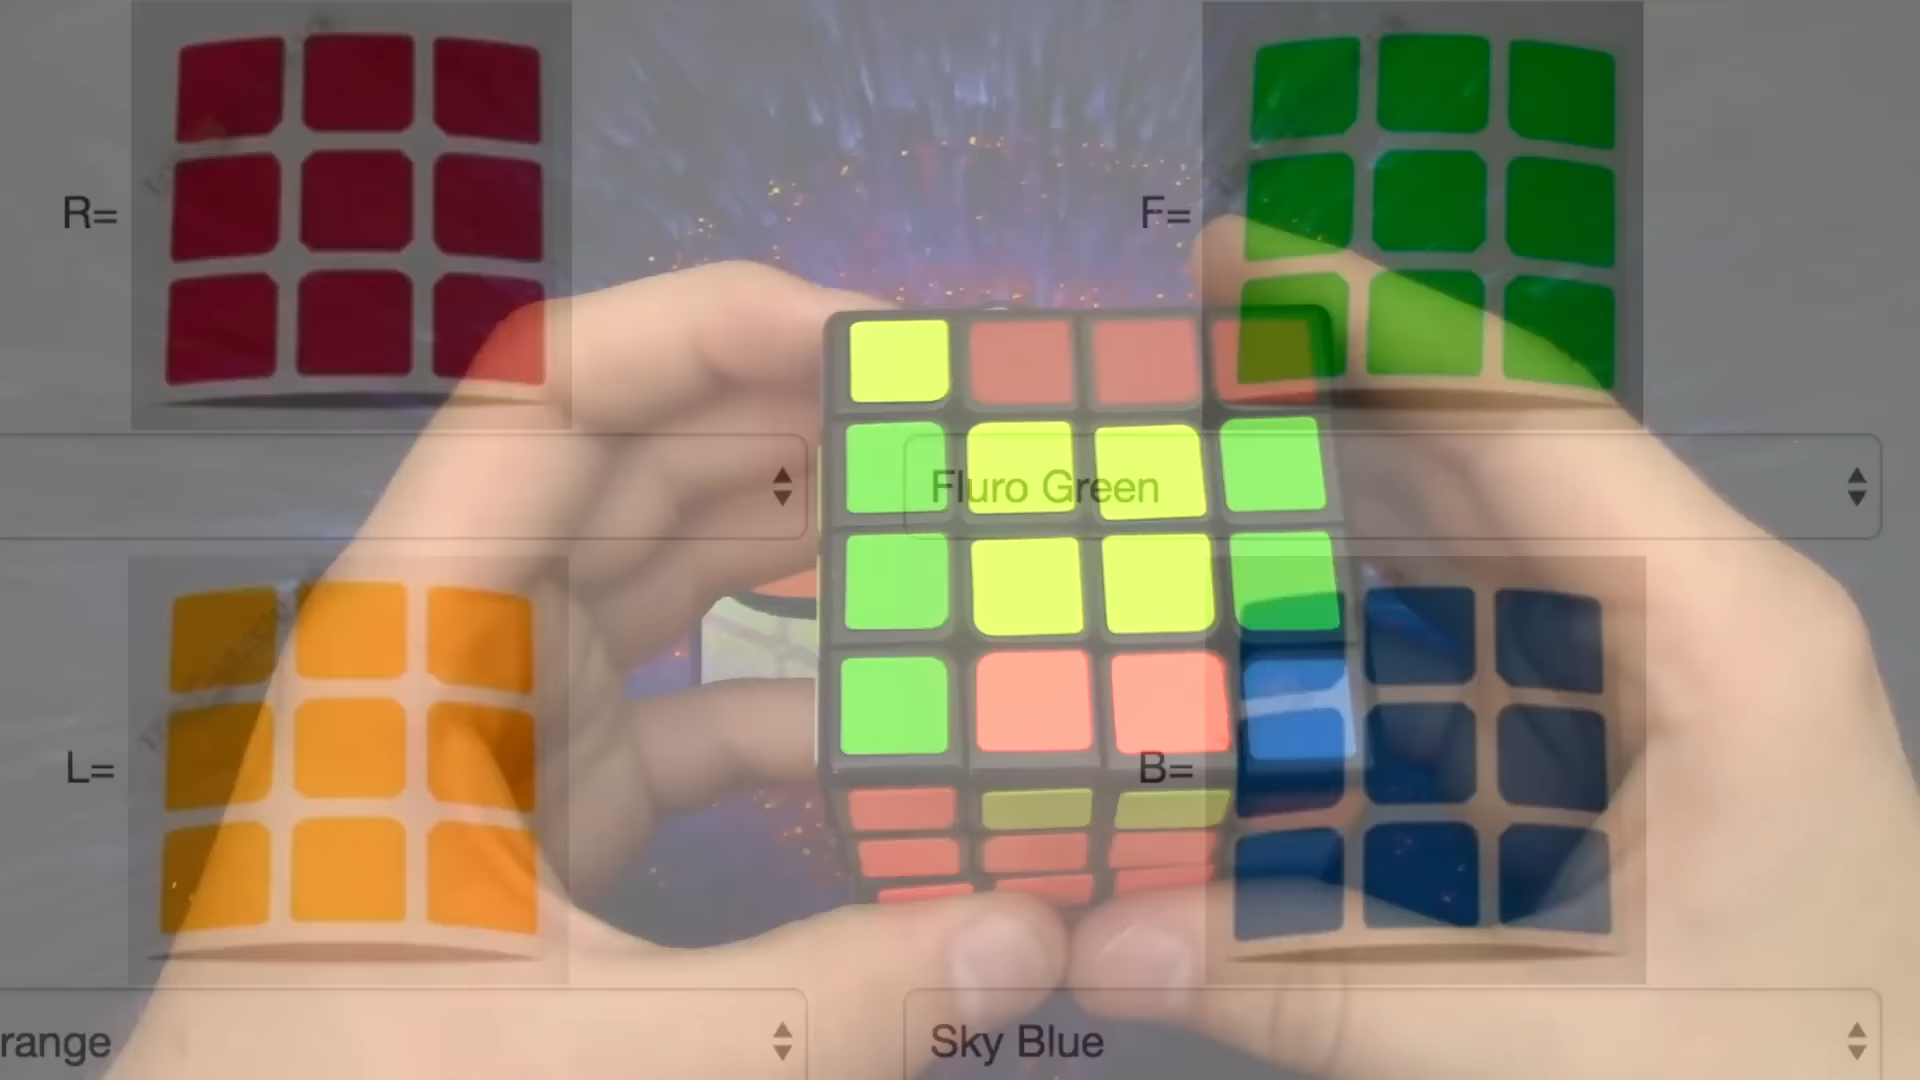 R=
F=
Fluro Green
L=
B=
range
Sky Blue